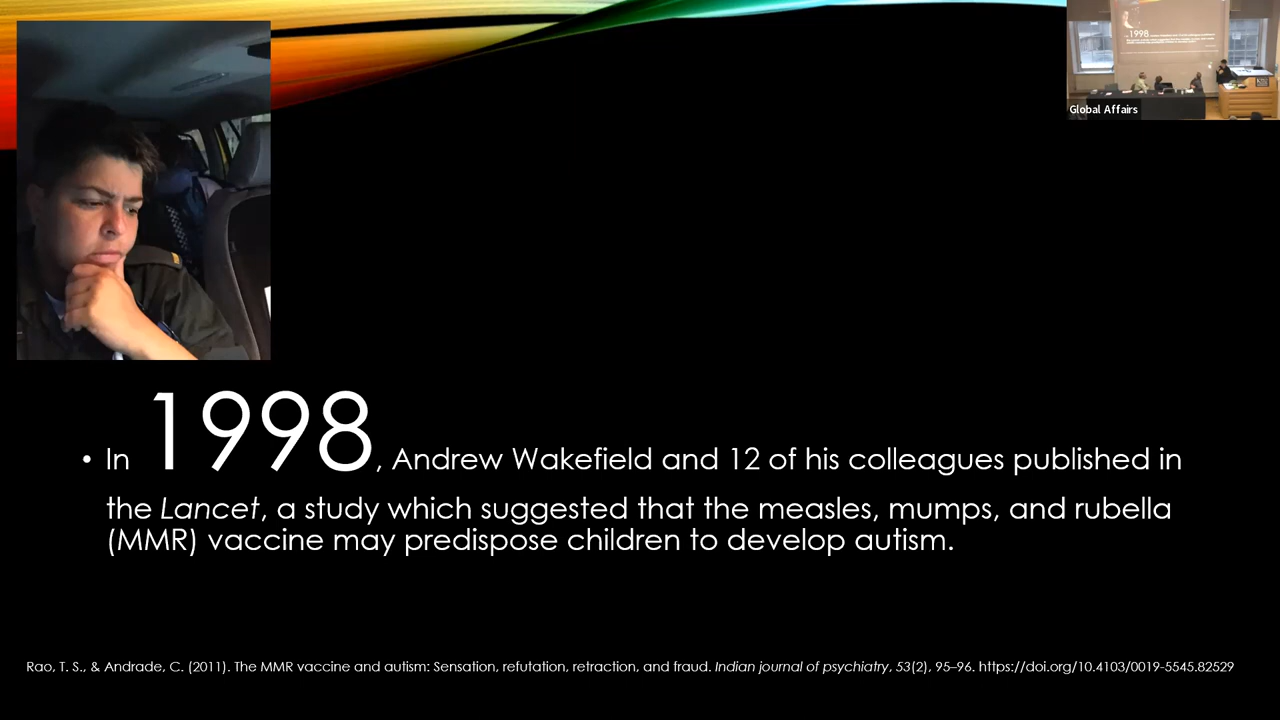 Global Affairs
• In 1998, Andrew Wakefield and 12 of his colleagues published in
the Lancet, a study which suggested that the measles, mumps, and rubella
(MMR) vaccine may predispose children to develop autism.
Rao, T. S., & Andrade, C. (2011). The MMR vaccine and autism: Sensation, refutation, retraction, and fraud. Indian journal of psychiatry, 53(2), 95–96. https://doi.org/10.4103/0019-5545.82529